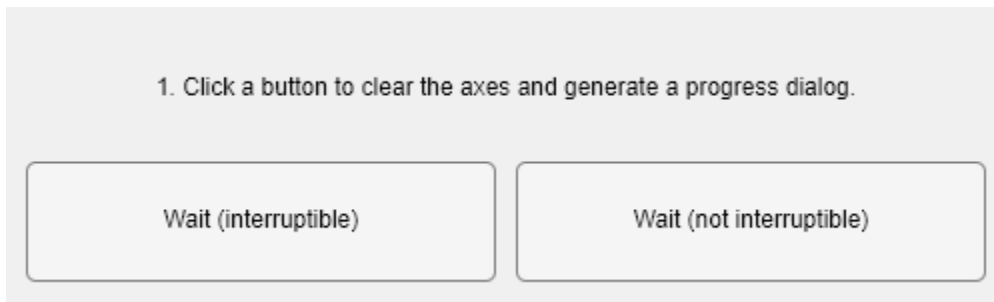 1. Click a button to clear the axes and generate a progress dialog.
Wait (interruptible)
Wait (not interruptible)